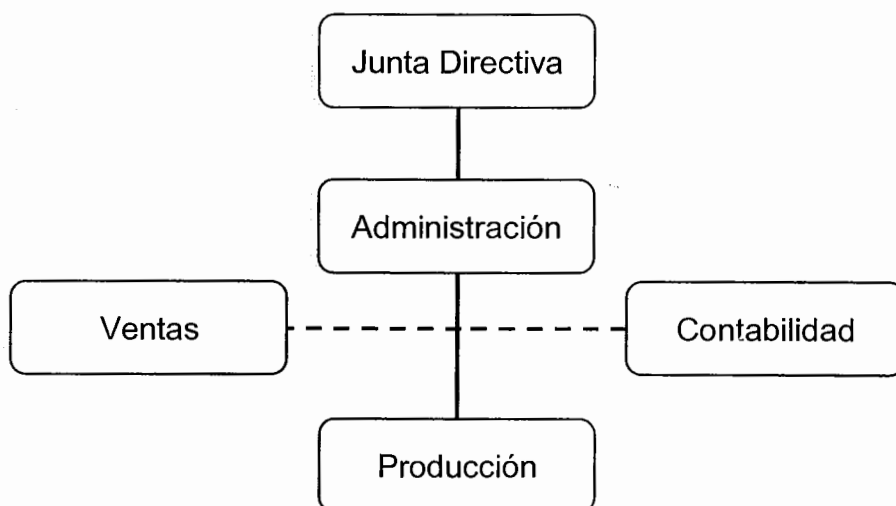 Junta Directiva
Administración
Ventas
Contabilidad
Producción